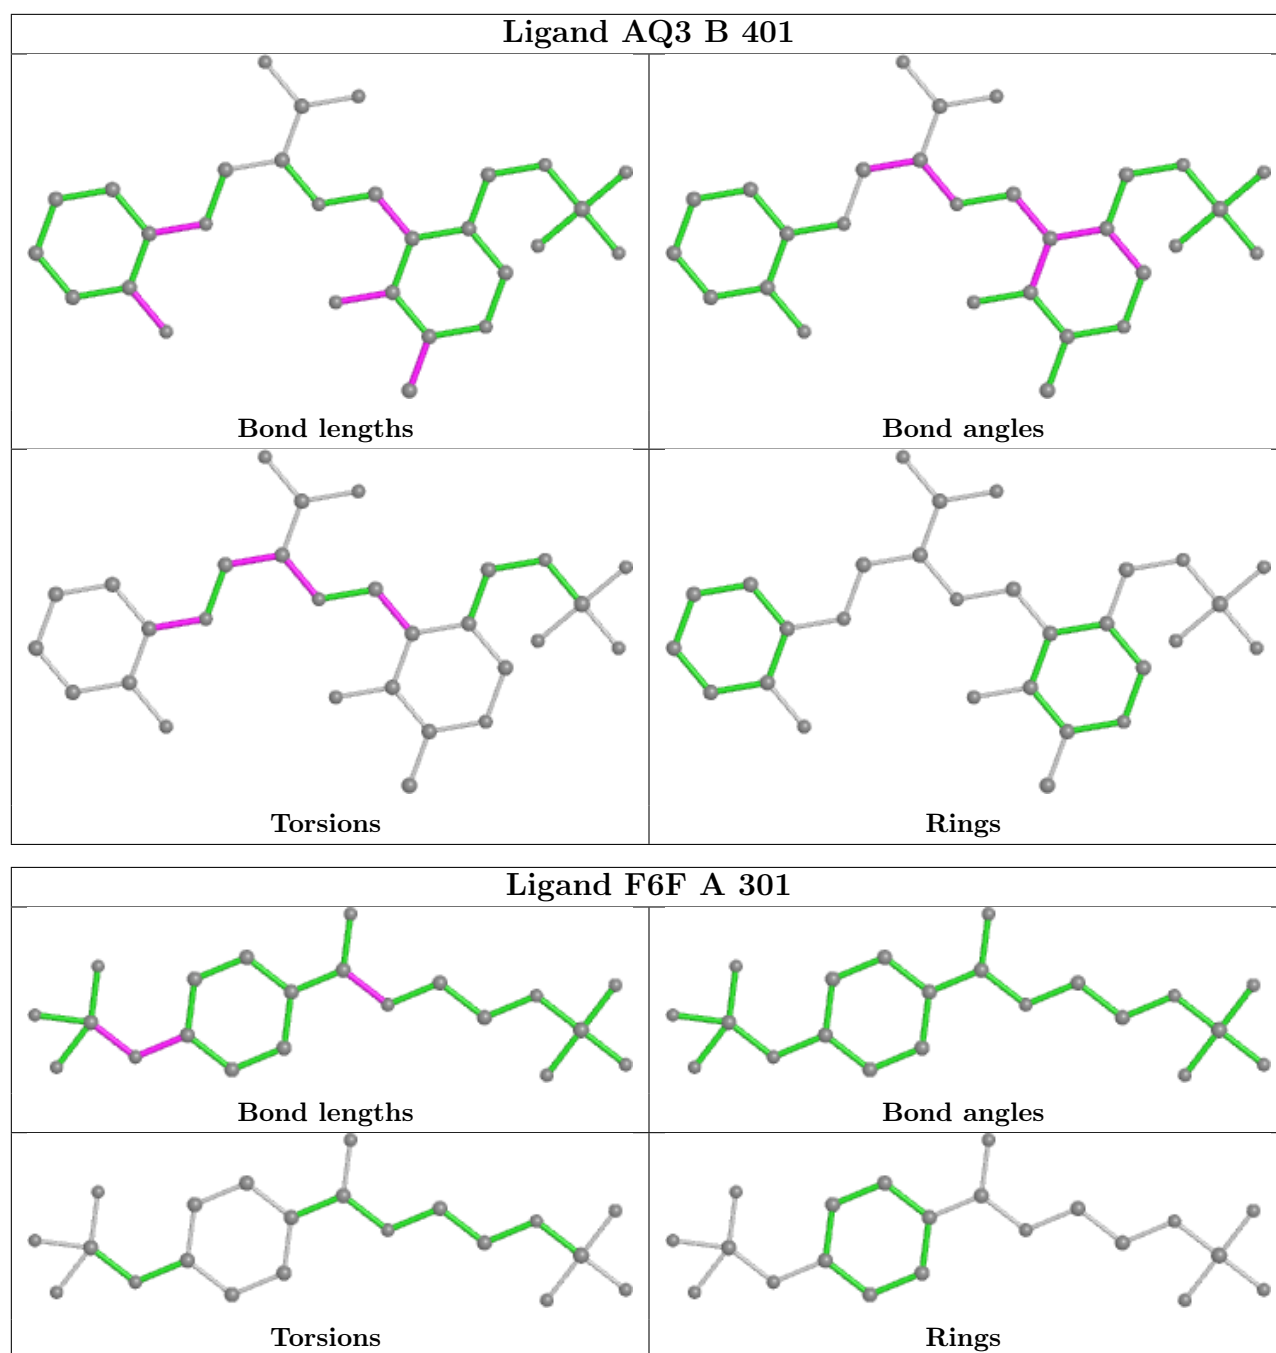 Ligand AQ3 B 401
Bond lengths
Bond angles
Torsions
Rings
Ligand F6F A 301
Bond lengths
Bond angles
Torsions
Rings